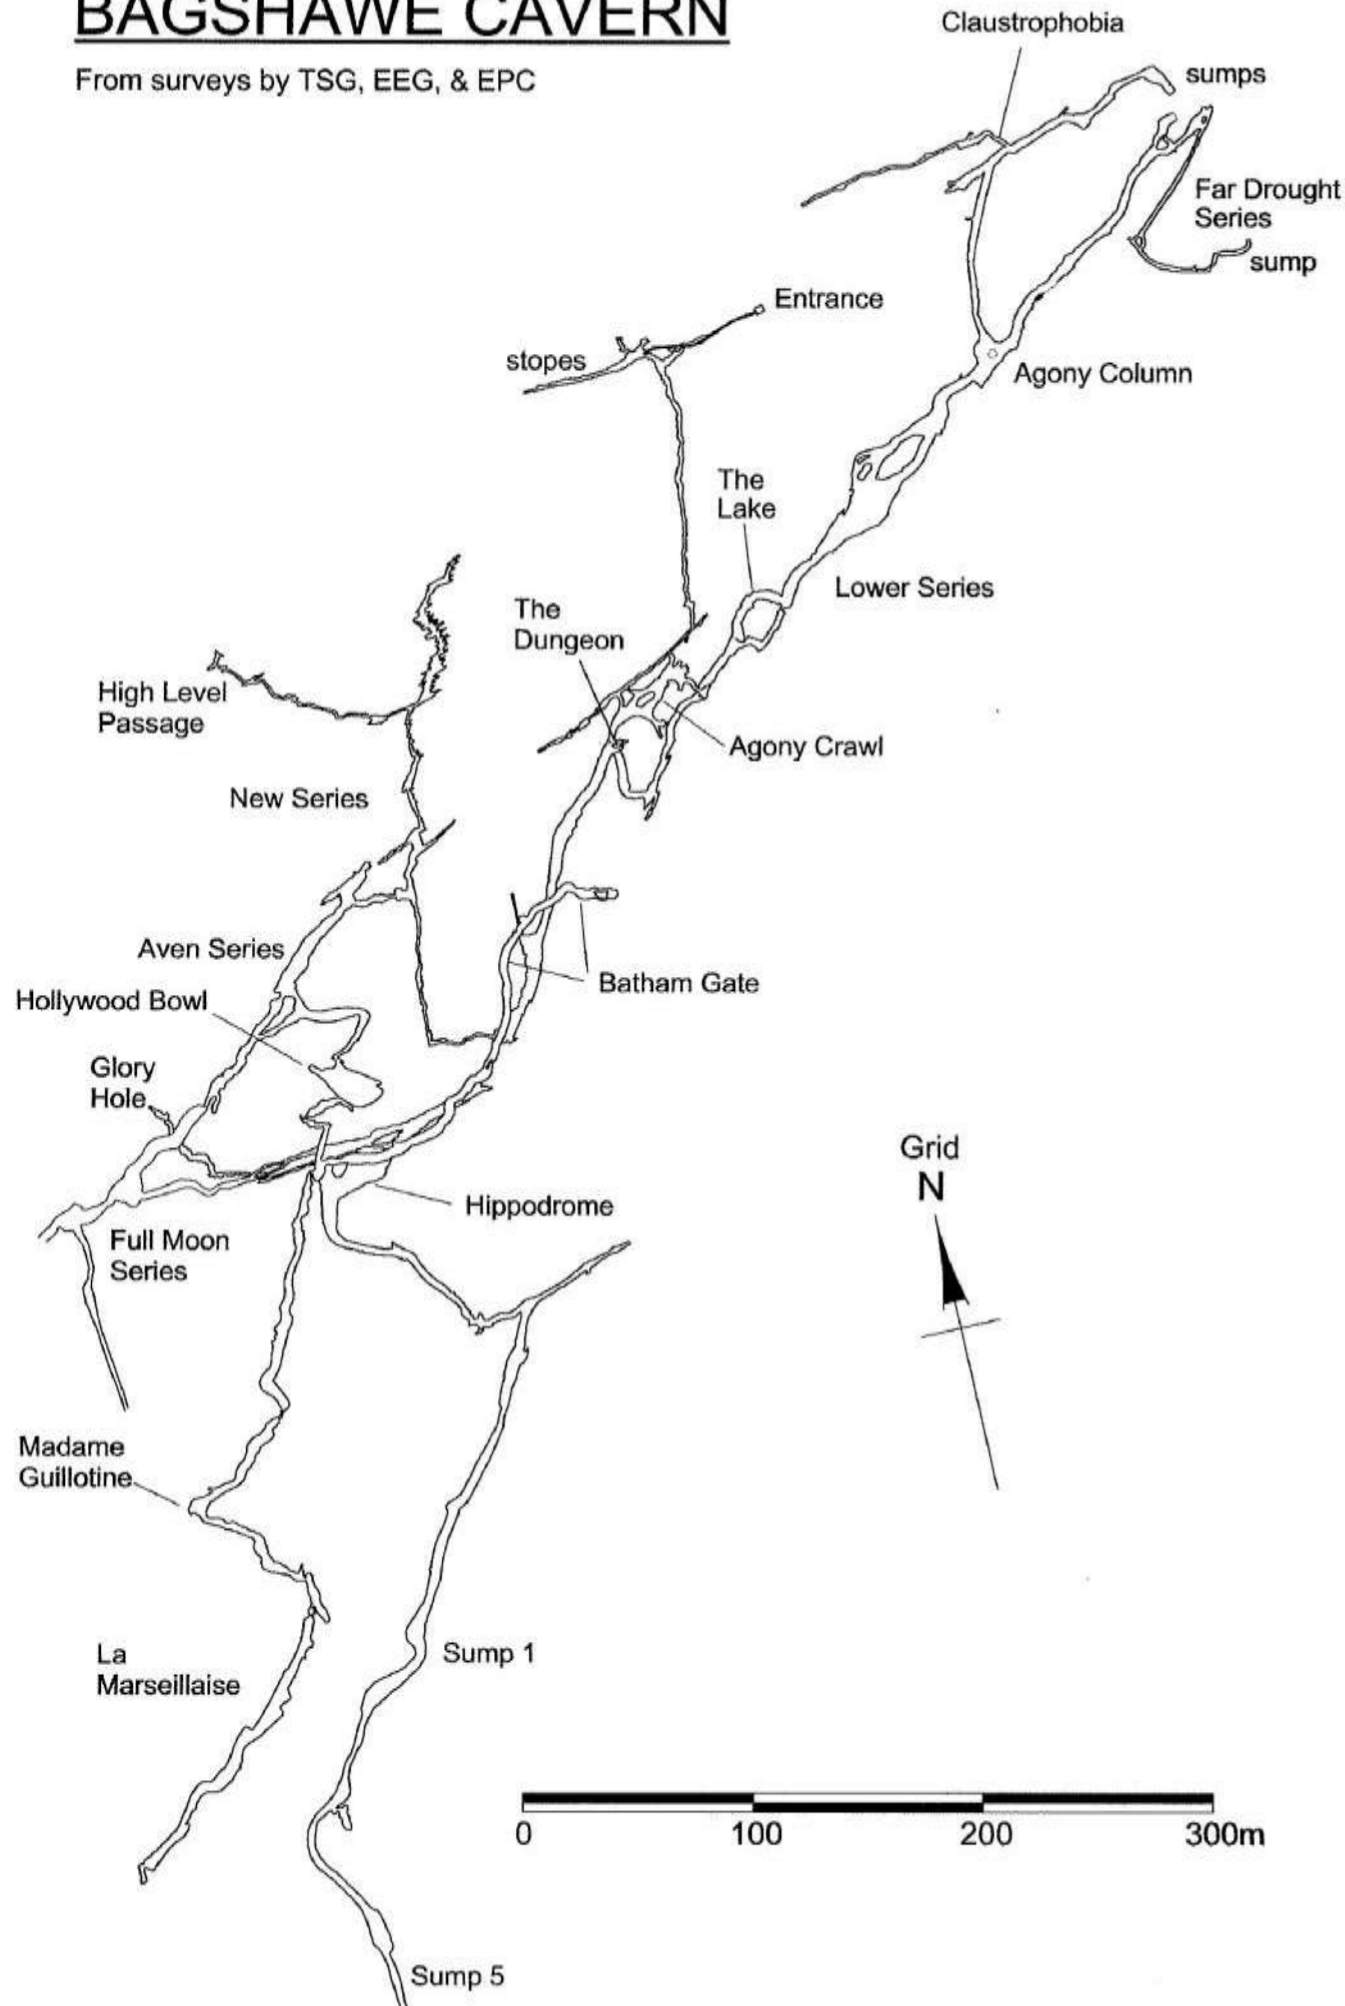 BAGSHAWE CAVERN
From surveys by TSG, EEG, & EPC
Claustrophobia
sumps
Far Drought
Series
sump
Entrance
stopes
Agony Column
The
Lake
Lower Series
The
Dungeon
High Level
Passage
Agony Crawl
New Series
Aven Series
Batham Gate
Hollywood Bowl
Glory
Hole
Grid
N
Hippodrome
Full Moon
Series
Madame
Guillotine
La
Marseillaise
Sump 1
0 100 200 300m
Sump 5